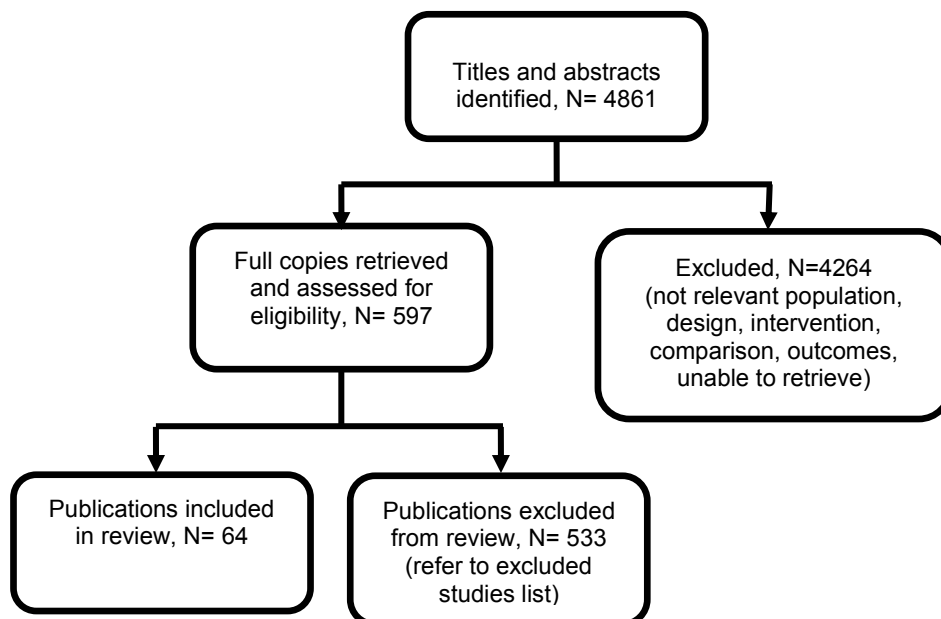 Titles and abstracts
identified, N= 4861
Full copies retrieved
and assessed for
eligibility, N= 597
Excluded, N=4264
(not relevant population,
design, intervention,
comparison, outcomes,
unable to retrieve)
Publications included
in review, N= 64
Publications excluded
from review, N= 533
(refer to excluded
studies list)